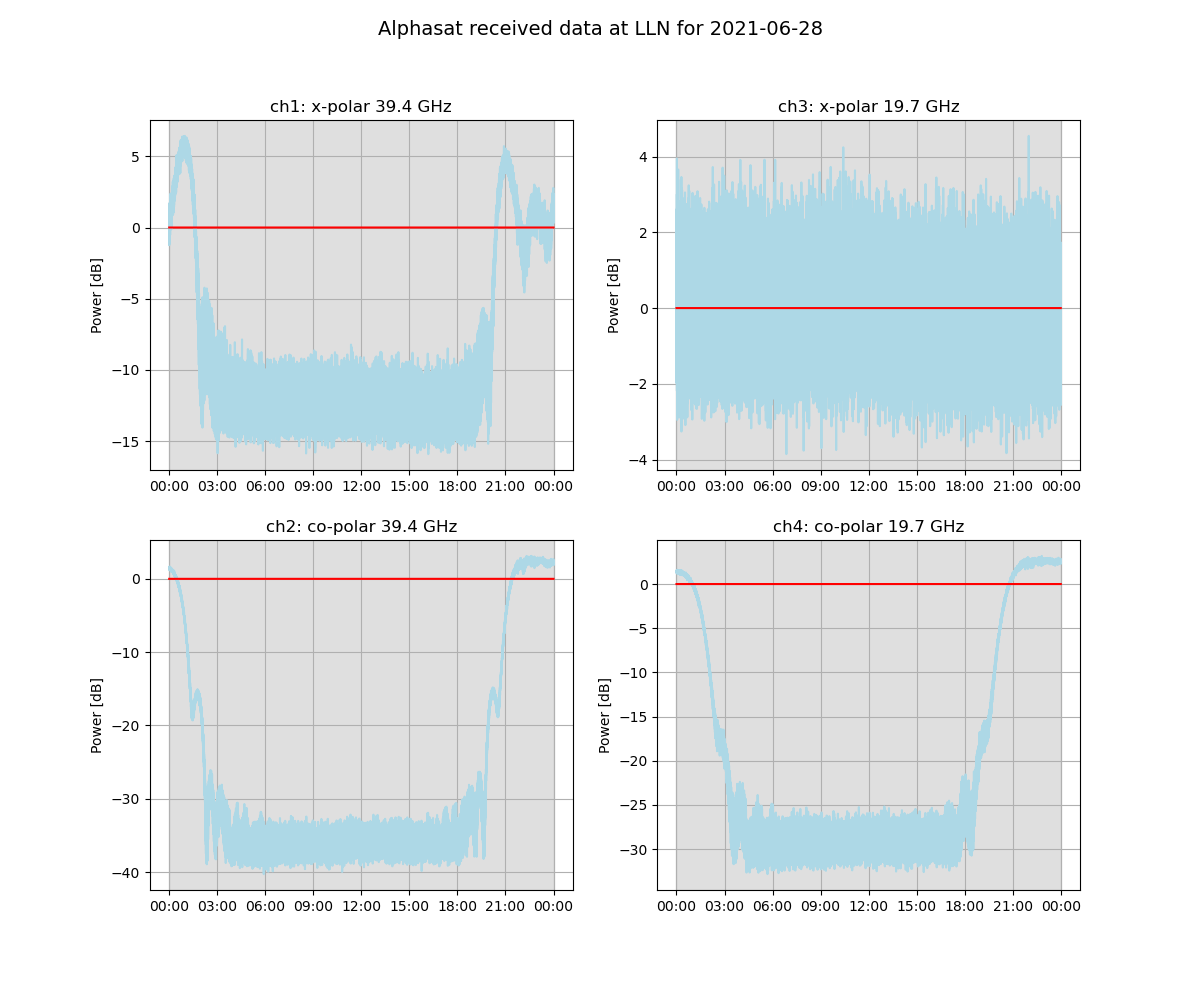 Alphasat received data at LLN for 2021-06-28
ch1: x-polar 39.4 GHz
Power [dB]
5
0
−5
−10
−15
00:00 03:00 06:00 09:00 12:00 15:00 18:00 21:00 00:00
ch3: x-polar 19.7 GHz
Power [dB]
4
2
0
−2
−4
00:00 03:00 06:00 09:00 12:00 15:00 18:00 21:00 00:00
ch2: co-polar 39.4 GHz
Power [dB]
0
−10
−20
−30
−40
00:00 03:00 06:00 09:00 12:00 15:00 18:00 21:00 00:00
ch4: co-polar 19.7 GHz
Power [dB]
0
−5
−10
−15
−20
−25
−30
00:00 03:00 06:00 09:00 12:00 15:00 18:00 21:00 00:00